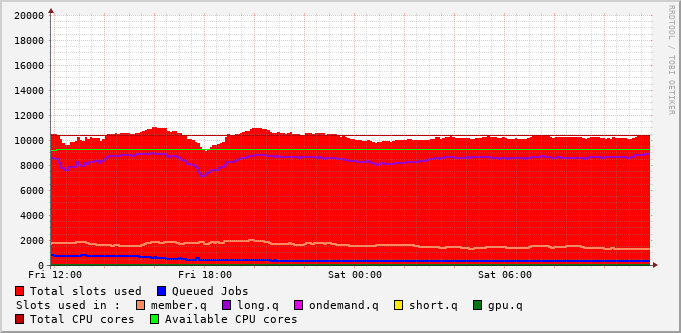 20000
18000
16000
14000
12000
10000
8000
6000
4000
2000
0
Fri 12:00 Fri 18:00 Sat 00:00 Sat 06:00
Total slots used Queued Jobs
Slots used in : member.q long.q ondemand.q short.q gpu.q
Total CPU cores Available CPU cores
RRDTOOL / TOBI OETIKER